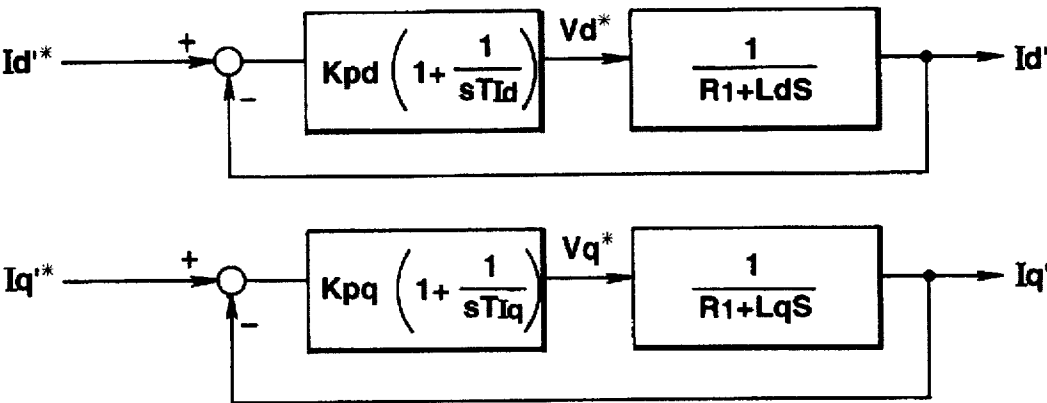 Id'* + − Kpd (1+ 1/sTId) Vd* 1/R1+LdS Id'
Iq'* + − Kpq (1+ 1/sTIq) Vq* 1/R1+LqS Iq'